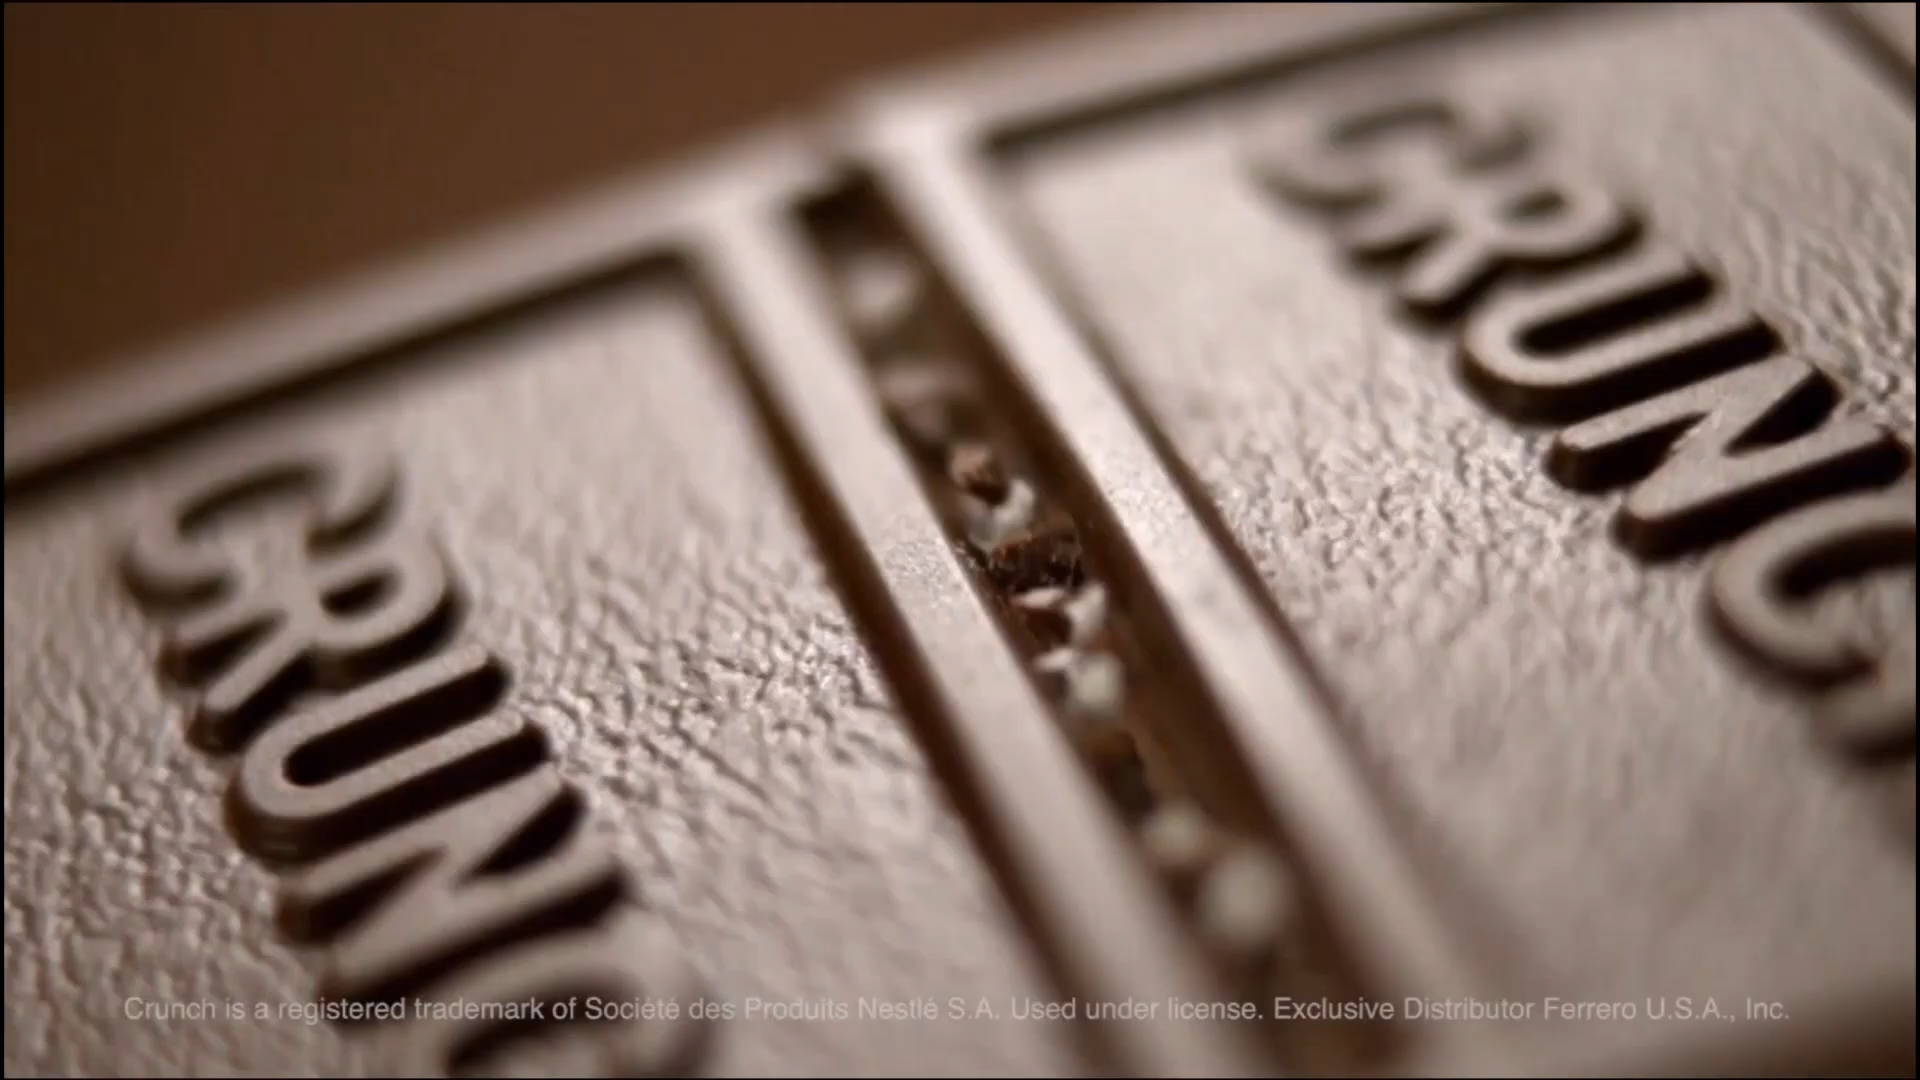 CRUNC
CRUNC
Crunch is a registered trademark of Société des Produits Nestlé S.A. Used under license. Exclusive Distributor Ferrero U.S.A., Inc.